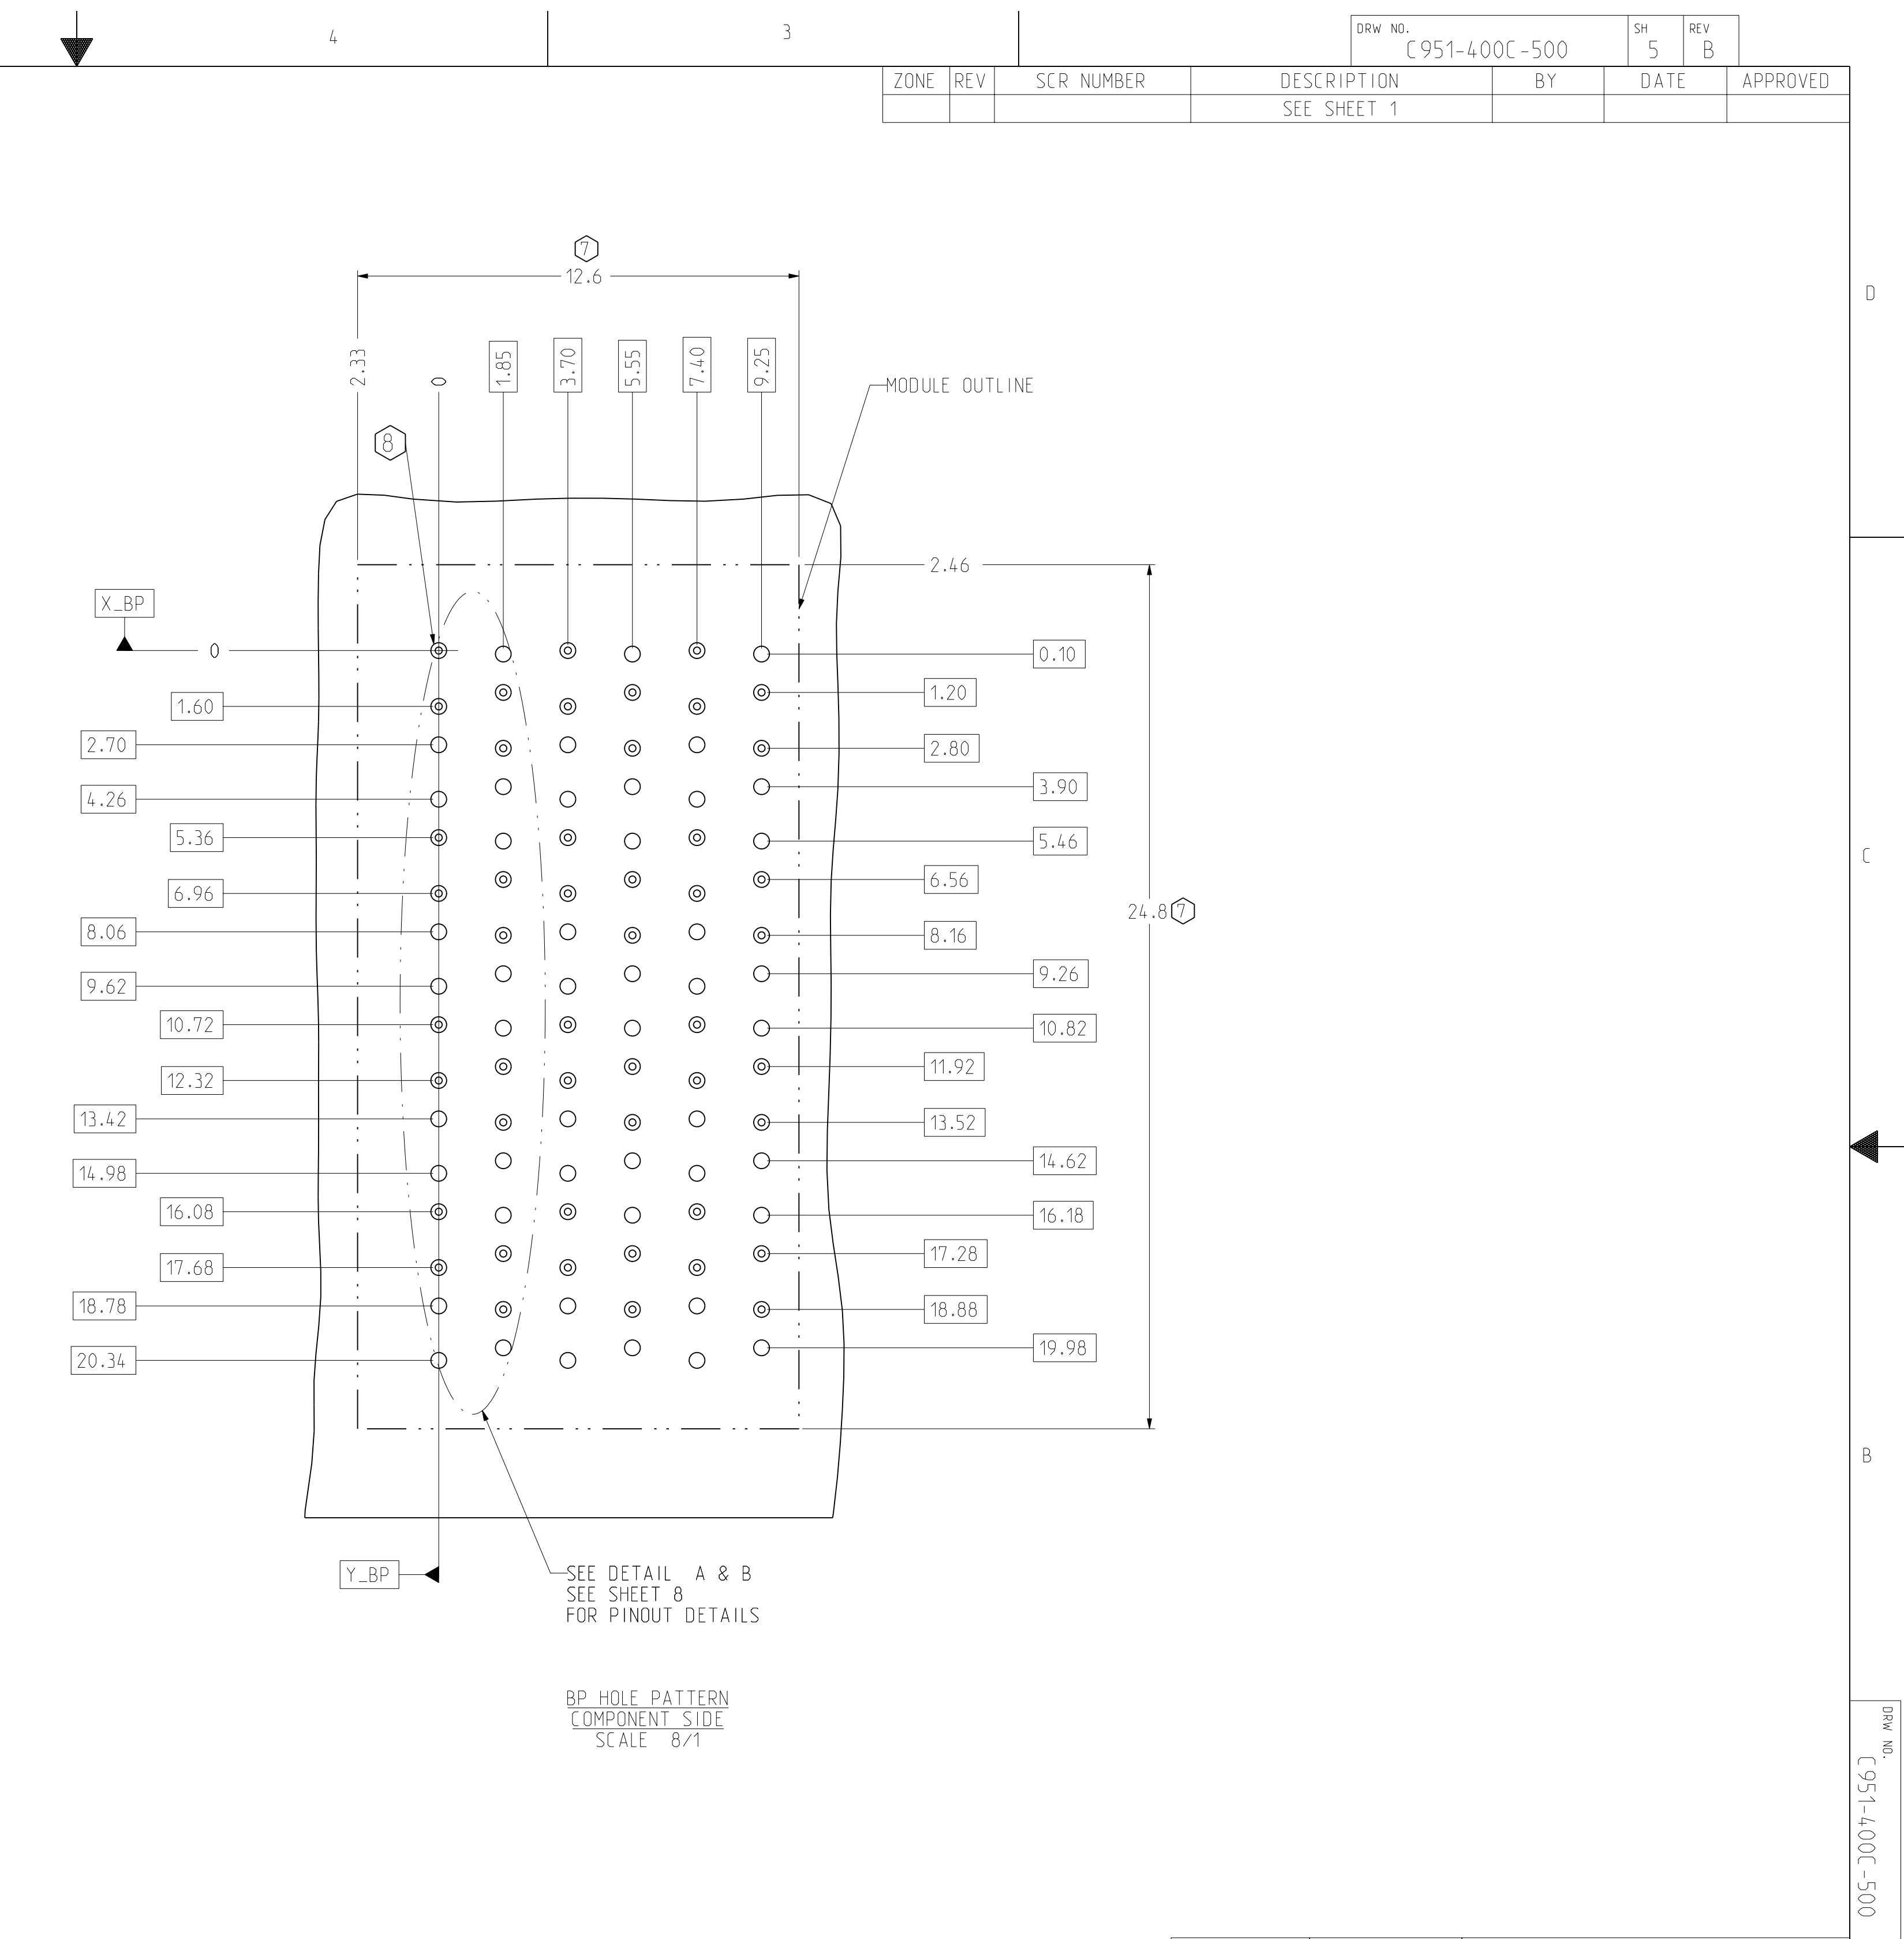 4
3
DRW NO. C951-400C-500
SH 5
REV B
ZONE REV SCR NUMBER DESCRIPTION BY DATE APPROVED
SEE SHEET 1
D
7
12.6
2.33
0
1.85
3.70
5.55
7.40
9.25
MODULE OUTLINE
8
2.46
X_BP
0
0.10
1.20
1.60
2.70
2.80
3.90
4.26
5.36
5.46
C
6.56
6.96
24.8 7
8.06
8.16
9.26
9.62
10.72
10.82
11.92
12.32
13.42
13.52
14.62
14.98
16.08
16.18
17.28
17.68
18.78
18.88
19.98
20.34
B
Y_BP
SEE DETAIL A & B
SEE SHEET 8
FOR PINOUT DETAILS
BP HOLE PATTERN
COMPONENT SIDE
SCALE 8/1
DRW NO.
C951-400C-500